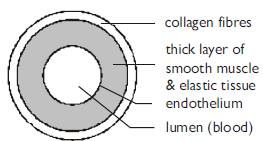 collagen fibres
thick layer of
smooth muscle
& elastic tissue
endothelium
lumen (blood)